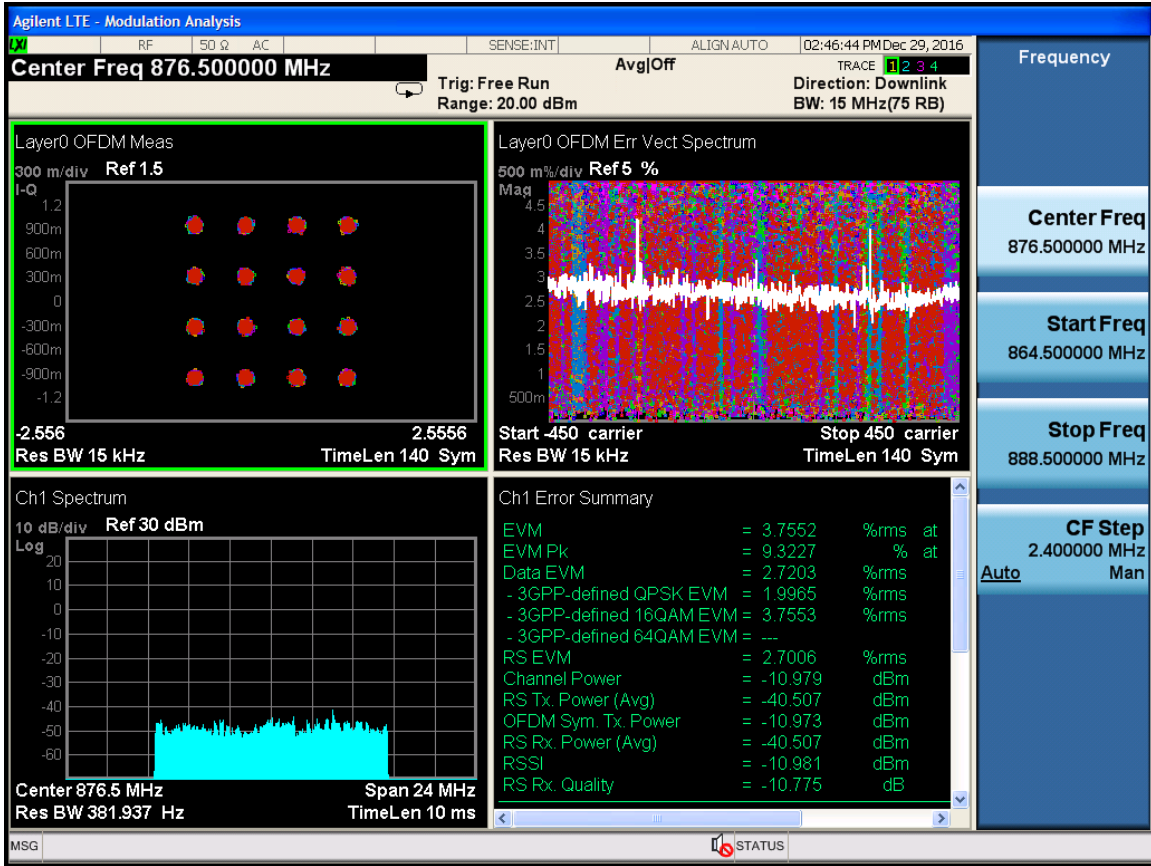 Agilent LTE - Modulation Analysis
LXI RF 50 Ω AC SENSE:INT ALIGN AUTO 02:46:44 PM Dec 29, 2016
Center Freq 876.500000 MHz
Avg|Off
TRACE 1 2 3 4
Trig: Free Run
Direction: Downlink
Range: 20.00 dBm
BW: 15 MHz(75 RB)
Layer0 OFDM Meas
300 m/div Ref 1.5
I-Q
1.2
900m
600m
300m
0
-300m
-600m
-900m
-1.2
-2.556 2.5556
Res BW 15 kHz TimeLen 140 Sym
Layer0 OFDM Err Vect Spectrum
500 m%/div Ref 5 %
Mag
4.5
4
3.5
3
2.5
2
1.5
1
500m
Start -450 carrier Stop 450 carrier
Res BW 15 kHz TimeLen 140 Sym
Ch1 Spectrum
10 dB/div Ref 30 dBm
Log
20
10
0
-10
-20
-30
-40
-50
-60
Center 876.5 MHz Span 24 MHz
Res BW 381.937 Hz TimeLen 10 ms
Ch1 Error Summary
EVM = 3.7552 %rms at
EVM Pk = 9.3227 % at
Data EVM = 2.7203 %rms
- 3GPP-defined QPSK EVM = 1.9965 %rms
- 3GPP-defined 16QAM EVM = 3.7553 %rms
- 3GPP-defined 64QAM EVM = ---
RS EVM = 2.7006 %rms
Channel Power = -10.979 dBm
RS Tx. Power (Avg) = -40.507 dBm
OFDM Sym. Tx. Power = -10.973 dBm
RS Rx. Power (Avg) = -40.507 dBm
RSSI = -10.981 dBm
RS Rx. Quality = -10.775 dB
Frequency
Center Freq
876.500000 MHz
Start Freq
864.500000 MHz
Stop Freq
888.500000 MHz
CF Step
2.400000 MHz
Auto Man
MSG STATUS